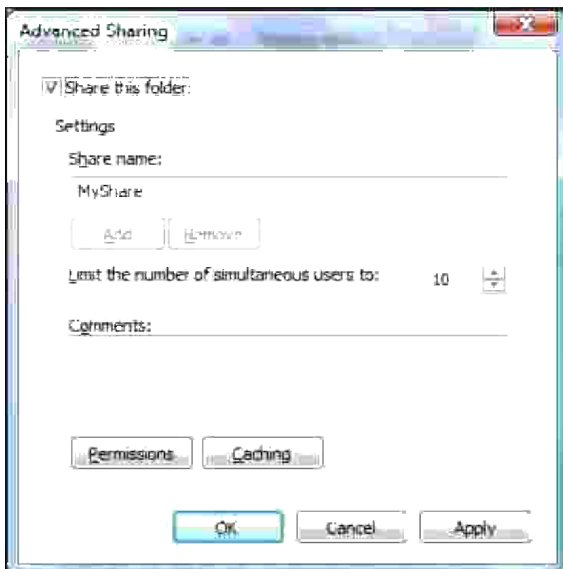 Advanced Sharing
Share this folder
Settings
Share name:
MyShare
Add Remove
Limit the number of simultaneous users to: 10
Comments:
Permissions Caching
OK Cancel Apply